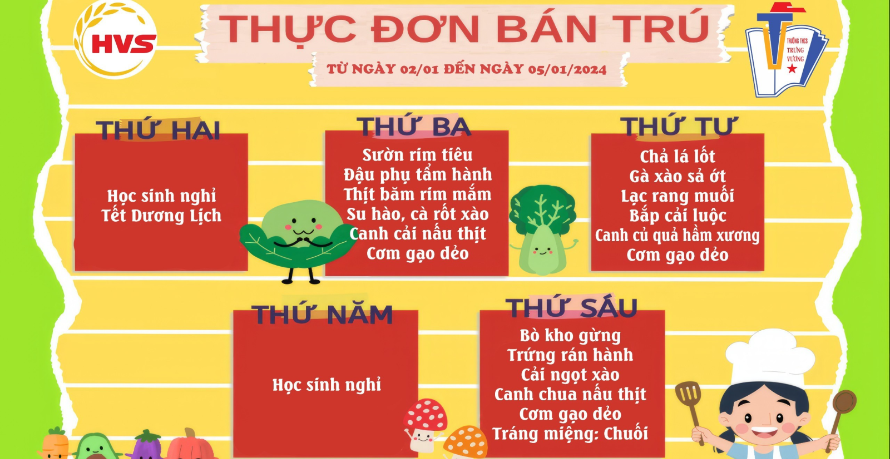 HVS
THỰC ĐƠN BÁN TRÚ
TỪ NGÀY 02/01 ĐẾN NGÀY 05/01/2024
TRƯỜNG THCS
TRƯNG
VƯƠNG
THỨ HAI
Học sinh nghỉ
Tết Dương Lịch
THỨ BA
Sườn rim tiêu
Đậu phụ tẩm hành
Thịt băm rim mắm
Su hào, cà rốt xào
Canh cải nấu thịt
Cơm gạo dẻo
THỨ TƯ
Chả lá lốt
Gà xào sả ớt
Lạc rang muối
Bắp cải luộc
Canh củ quả hầm xương
Cơm gạo dẻo
THỨ NĂM
Học sinh nghỉ
THỨ SÁU
Bò kho gừng
Trứng rán hành
Cải ngọt xào
Canh chua nấu thịt
Cơm gạo dẻo
Tráng miệng: Chuối